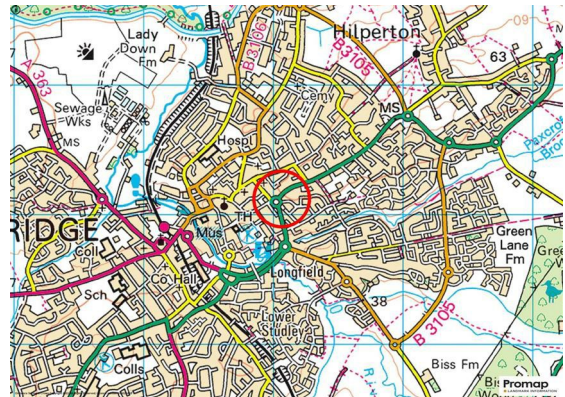 Lady
Down
Fm
Hilperton
09
B3106
B3105
63
A 363
Sewage
Wks
Cemy
MS
MS
Hospl
Paxcroft
TH
Mus
RIDGE
Coll
Green
Lane
Fm
Longfield
Co Hall
Sch
38
Lower
Studley
B 3105
Colls
Biss Fm
Promap